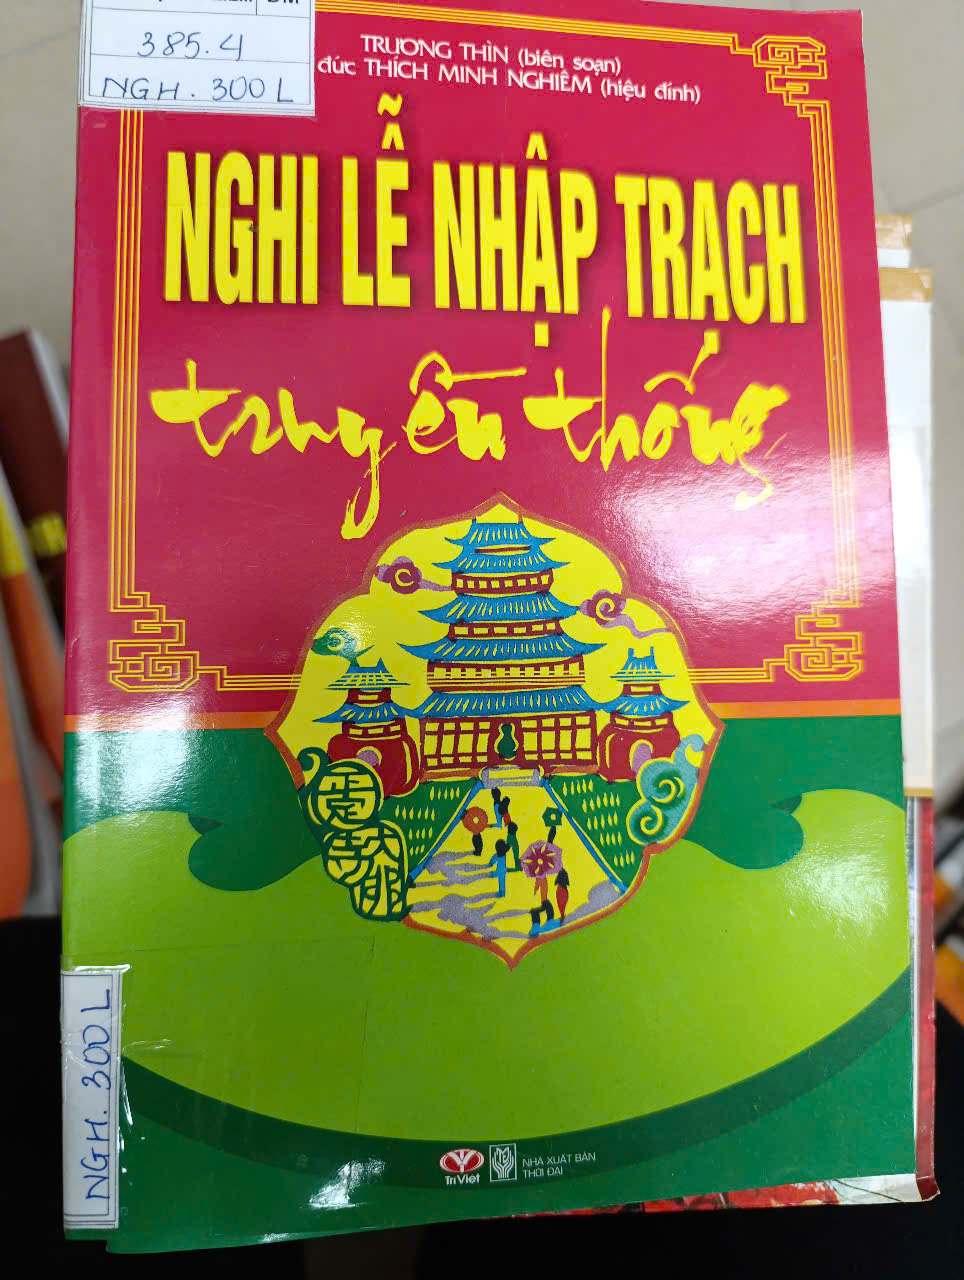 ĐM
385.4
NGH. 300 L
TRƯƠNG THÌN (biên soạn)
đức THÍCH MINH NGHIÊM (hiệu đính)
NGHI LỄ NHẬP TRẠCH
truyền thống
NGH. 300 L
Trí Việt
NHÀ XUẤT BẢN
THỜI ĐẠI